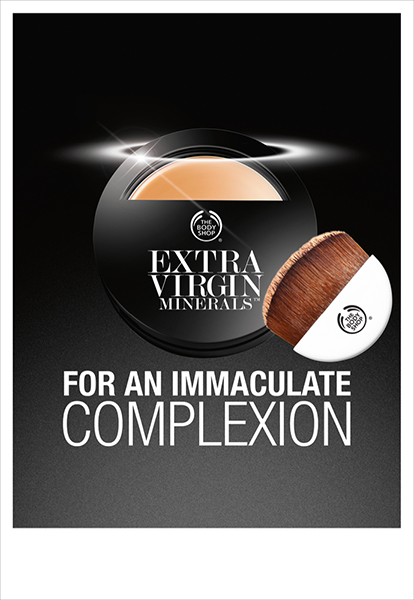 THE
BODY
SHOP
®
EXTRA
VIRGIN
MINERALS™
THE
BODY
SHOP
®
FOR AN IMMACULATE
COMPLEXION